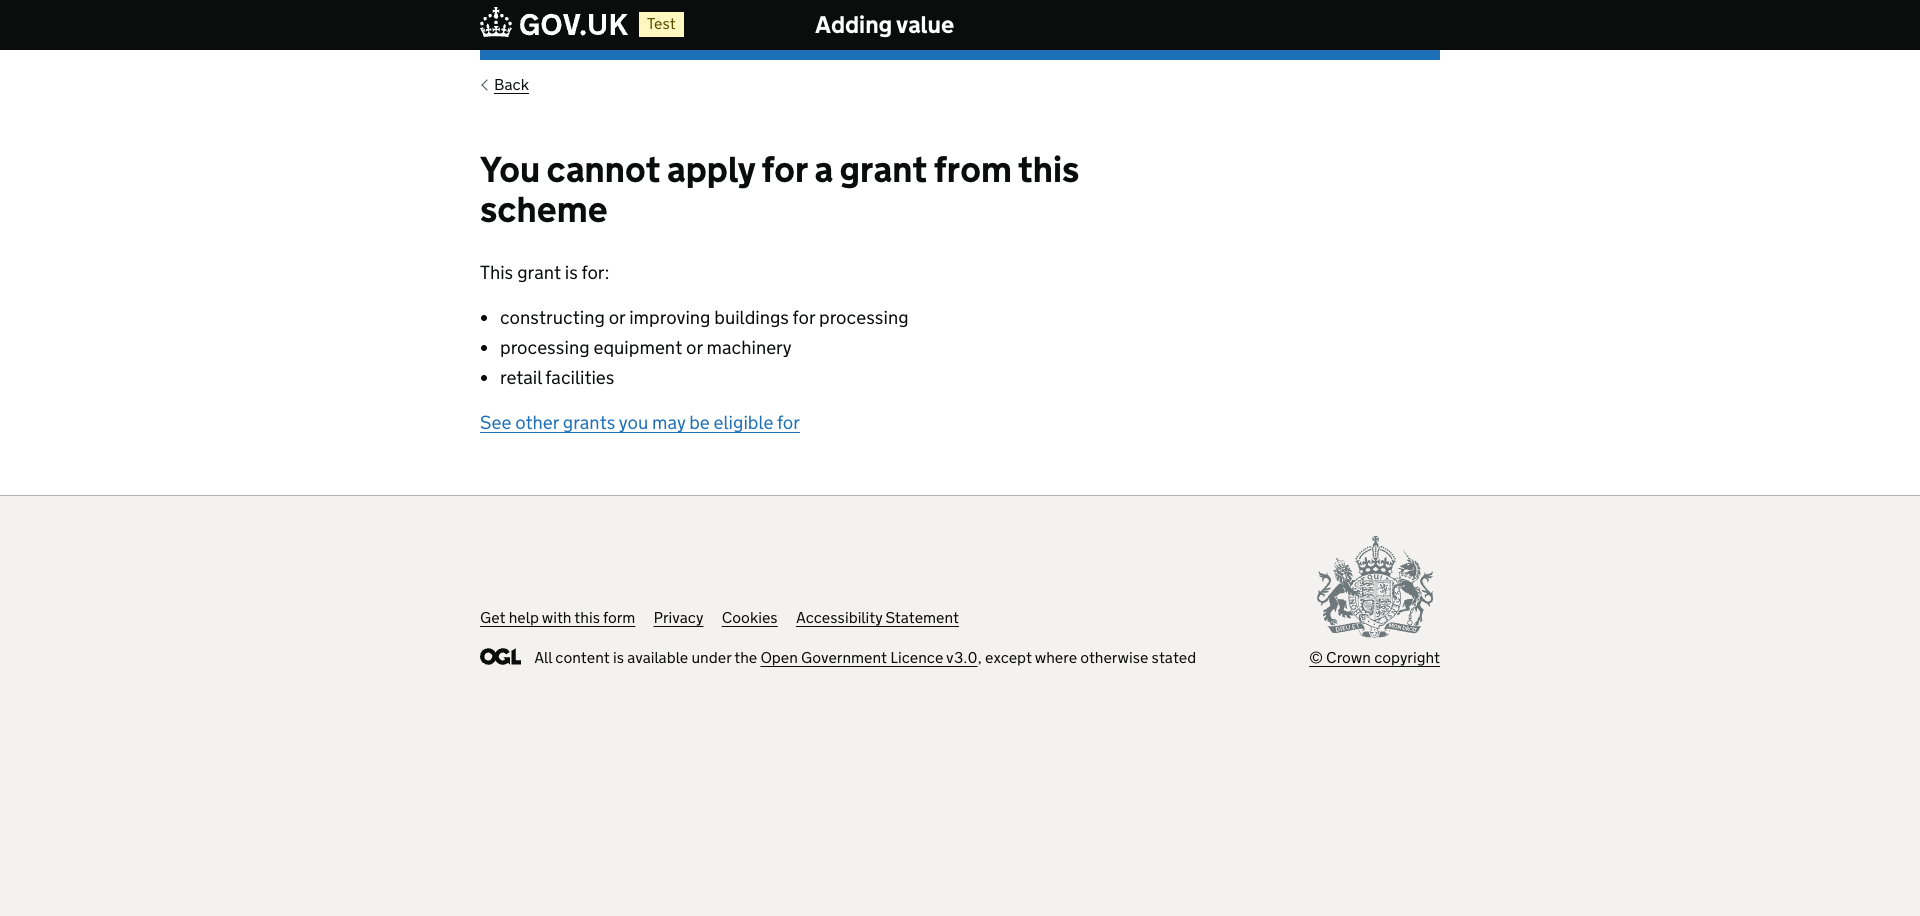 GOV.UK Test Adding value
Back
You cannot apply for a grant from this
scheme
This grant is for:
• constructing or improving buildings for processing
• processing equipment or machinery
• retail facilities
See other grants you may be eligible for
Get help with this form Privacy Cookies Accessibility Statement
OGL All content is available under the Open Government Licence v3.0, except where otherwise stated
© Crown copyright